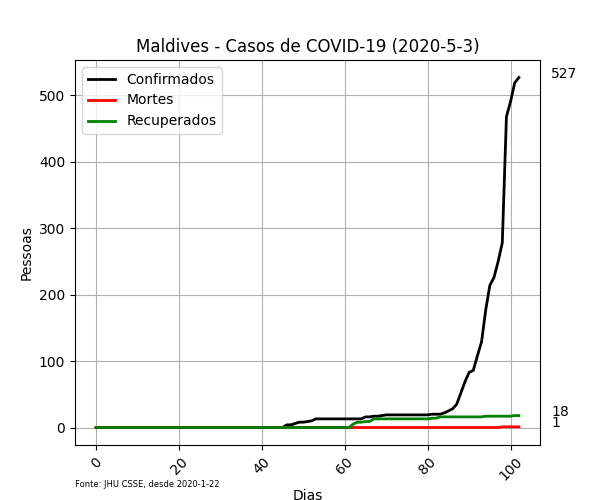 Maldives - Casos de COVID-19 (2020-5-3)
Confirmados
Mortes
Recuperados
527
500
400
300
200
100
0
18
1
Pessoas
0 20 40 60 80 100
Fonte: JHU CSSE, desde 2020-1-22
Dias